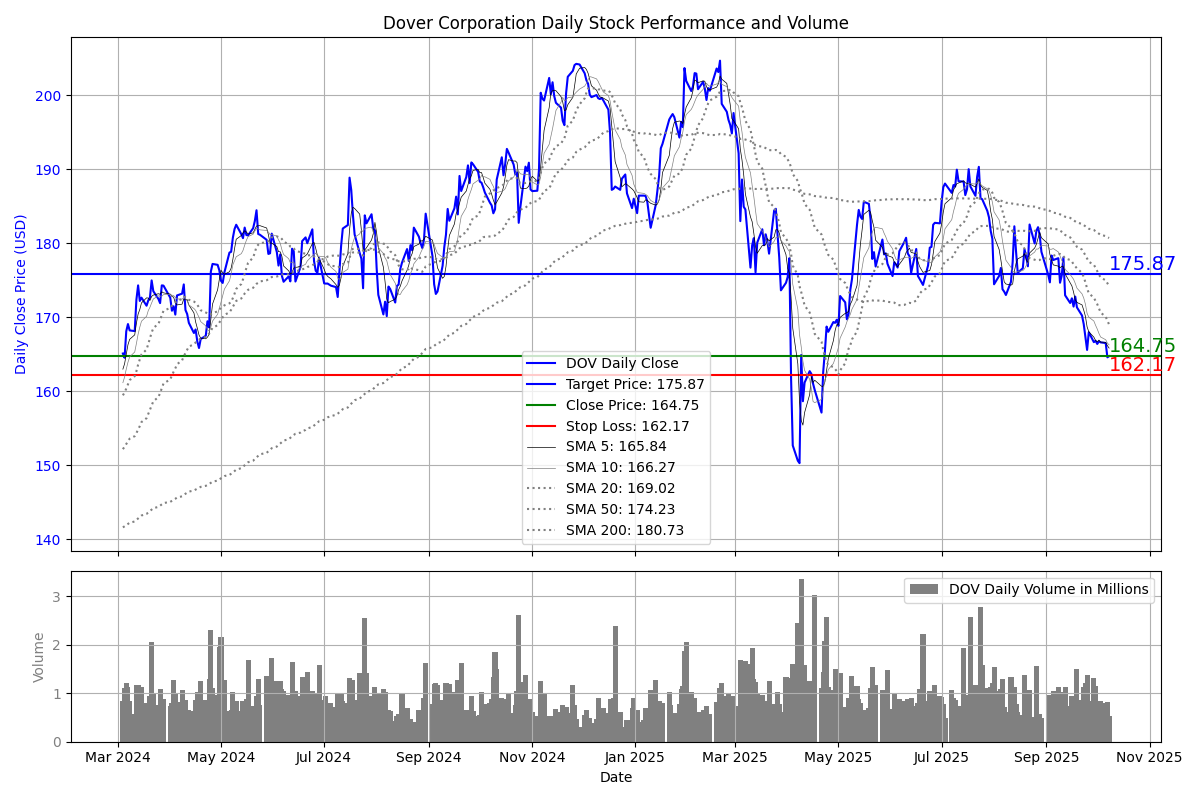 Dover Corporation Daily Stock Performance and Volume
Daily Close Price (USD)
200
190
180
170
160
150
140
175.87
164.75
162.17
DOV Daily Close
Target Price: 175.87
Close Price: 164.75
Stop Loss: 162.17
SMA 5: 165.84
SMA 10: 166.27
SMA 20: 169.02
SMA 50: 174.23
SMA 200: 180.73
Volume
3
2
1
0
DOV Daily Volume in Millions
Mar 2024 May 2024 Jul 2024 Sep 2024 Nov 2024 Jan 2025 Mar 2025 May 2025 Jul 2025 Sep 2025 Nov 2025
Date